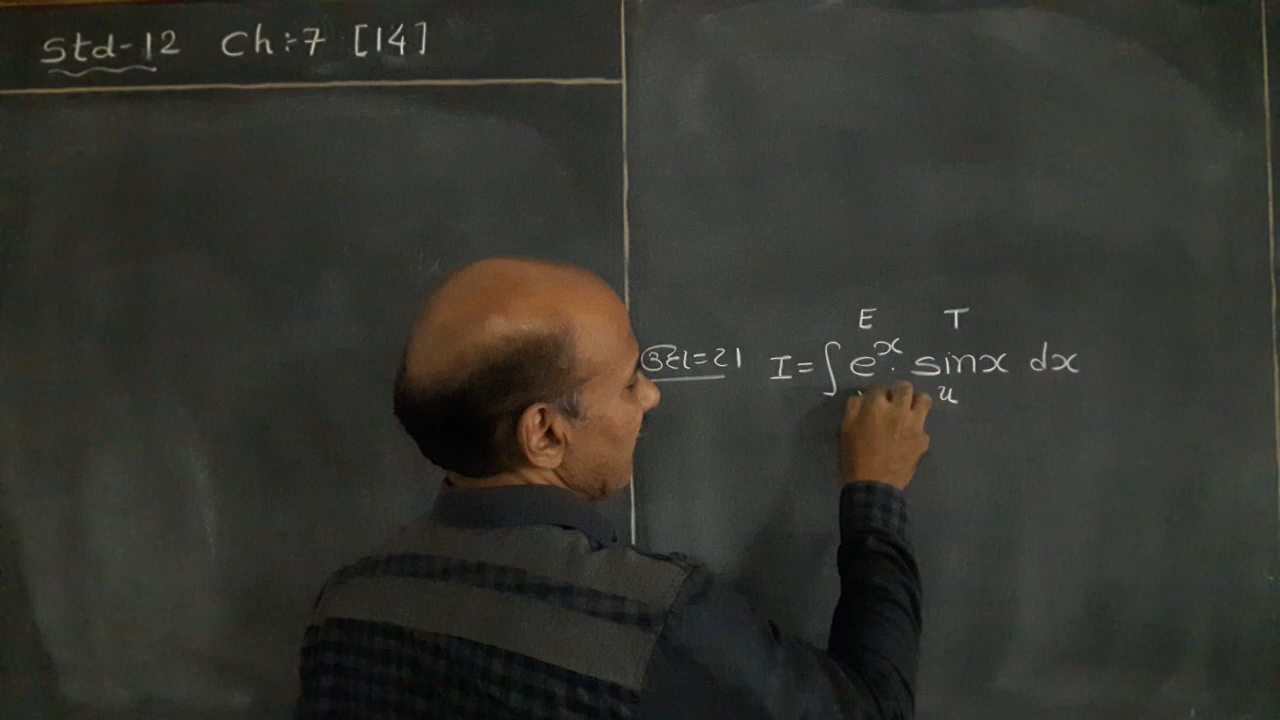 Std-12 Ch:-7 [14]
E T
ઉદા=21 I=∫e^x. sinx dx
u